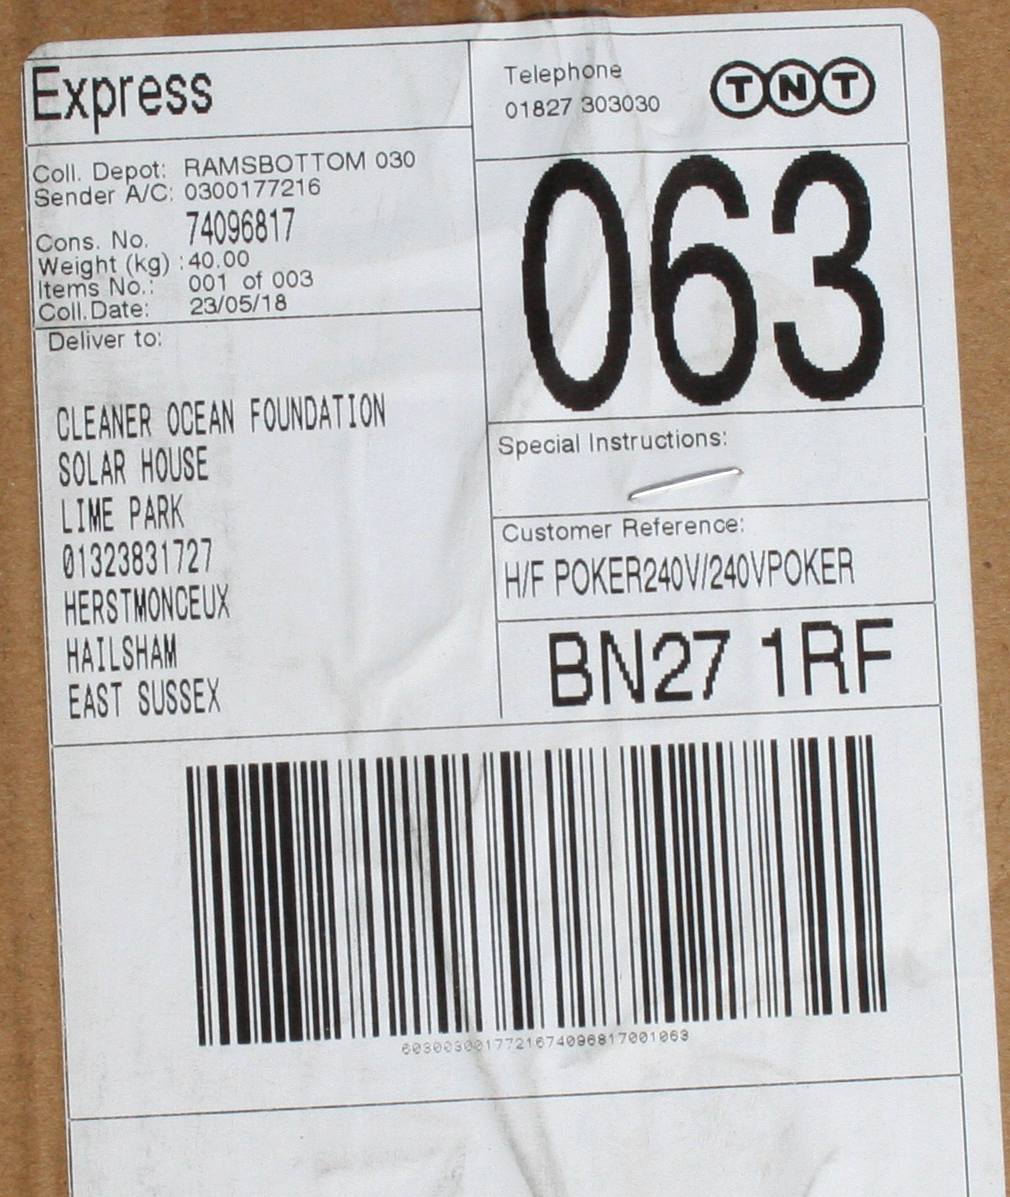 Express
Telephone
01827 303030
TNT
Coll. Depot: RAMSBOTTOM 030
Sender A/C: 0300177216
Cons. No. 74096817
Weight (kg) : 40.00
Items No.: 001 of 003
Coll.Date: 23/05/18
063
Deliver to:
CLEANER OCEAN FOUNDATION
SOLAR HOUSE
LIME PARK
01323831727
HERSTMONCEUX
HAILSHAM
EAST SUSSEX
Special Instructions:
Customer Reference:
H/F POKER240V/240VPOKER
BN27 1RF
6030030017721674096817001063